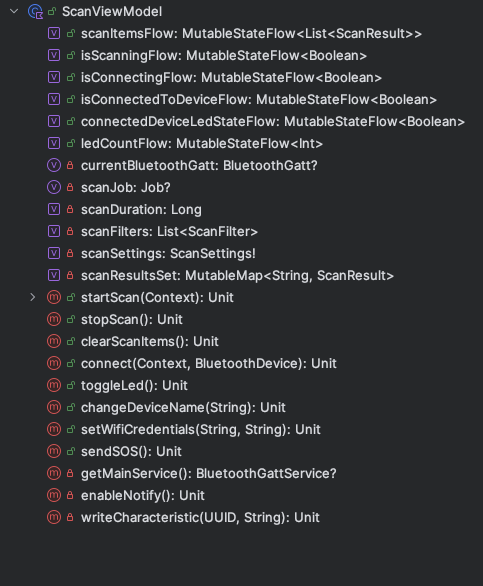 ScanViewModel
scanItemsFlow: MutableStateFlow<List<ScanResult>>
isScanningFlow: MutableStateFlow<Boolean>
isConnectingFlow: MutableStateFlow<Boolean>
isConnectedToDeviceFlow: MutableStateFlow<Boolean>
connectedDeviceLedStateFlow: MutableStateFlow<Boolean>
ledCountFlow: MutableStateFlow<Int>
currentBluetoothGatt: BluetoothGatt?
scanJob: Job?
scanDuration: Long
scanFilters: List<ScanFilter>
scanSettings: ScanSettings!
scanResultsSet: MutableMap<String, ScanResult>
startScan(Context): Unit
stopScan(): Unit
clearScanItems(): Unit
connect(Context, BluetoothDevice): Unit
toggleLed(): Unit
changeDeviceName(String): Unit
setWifiCredentials(String, String): Unit
sendSOS(): Unit
getMainService(): BluetoothGattService?
enableNotify(): Unit
writeCharacteristic(UUID, String): Unit